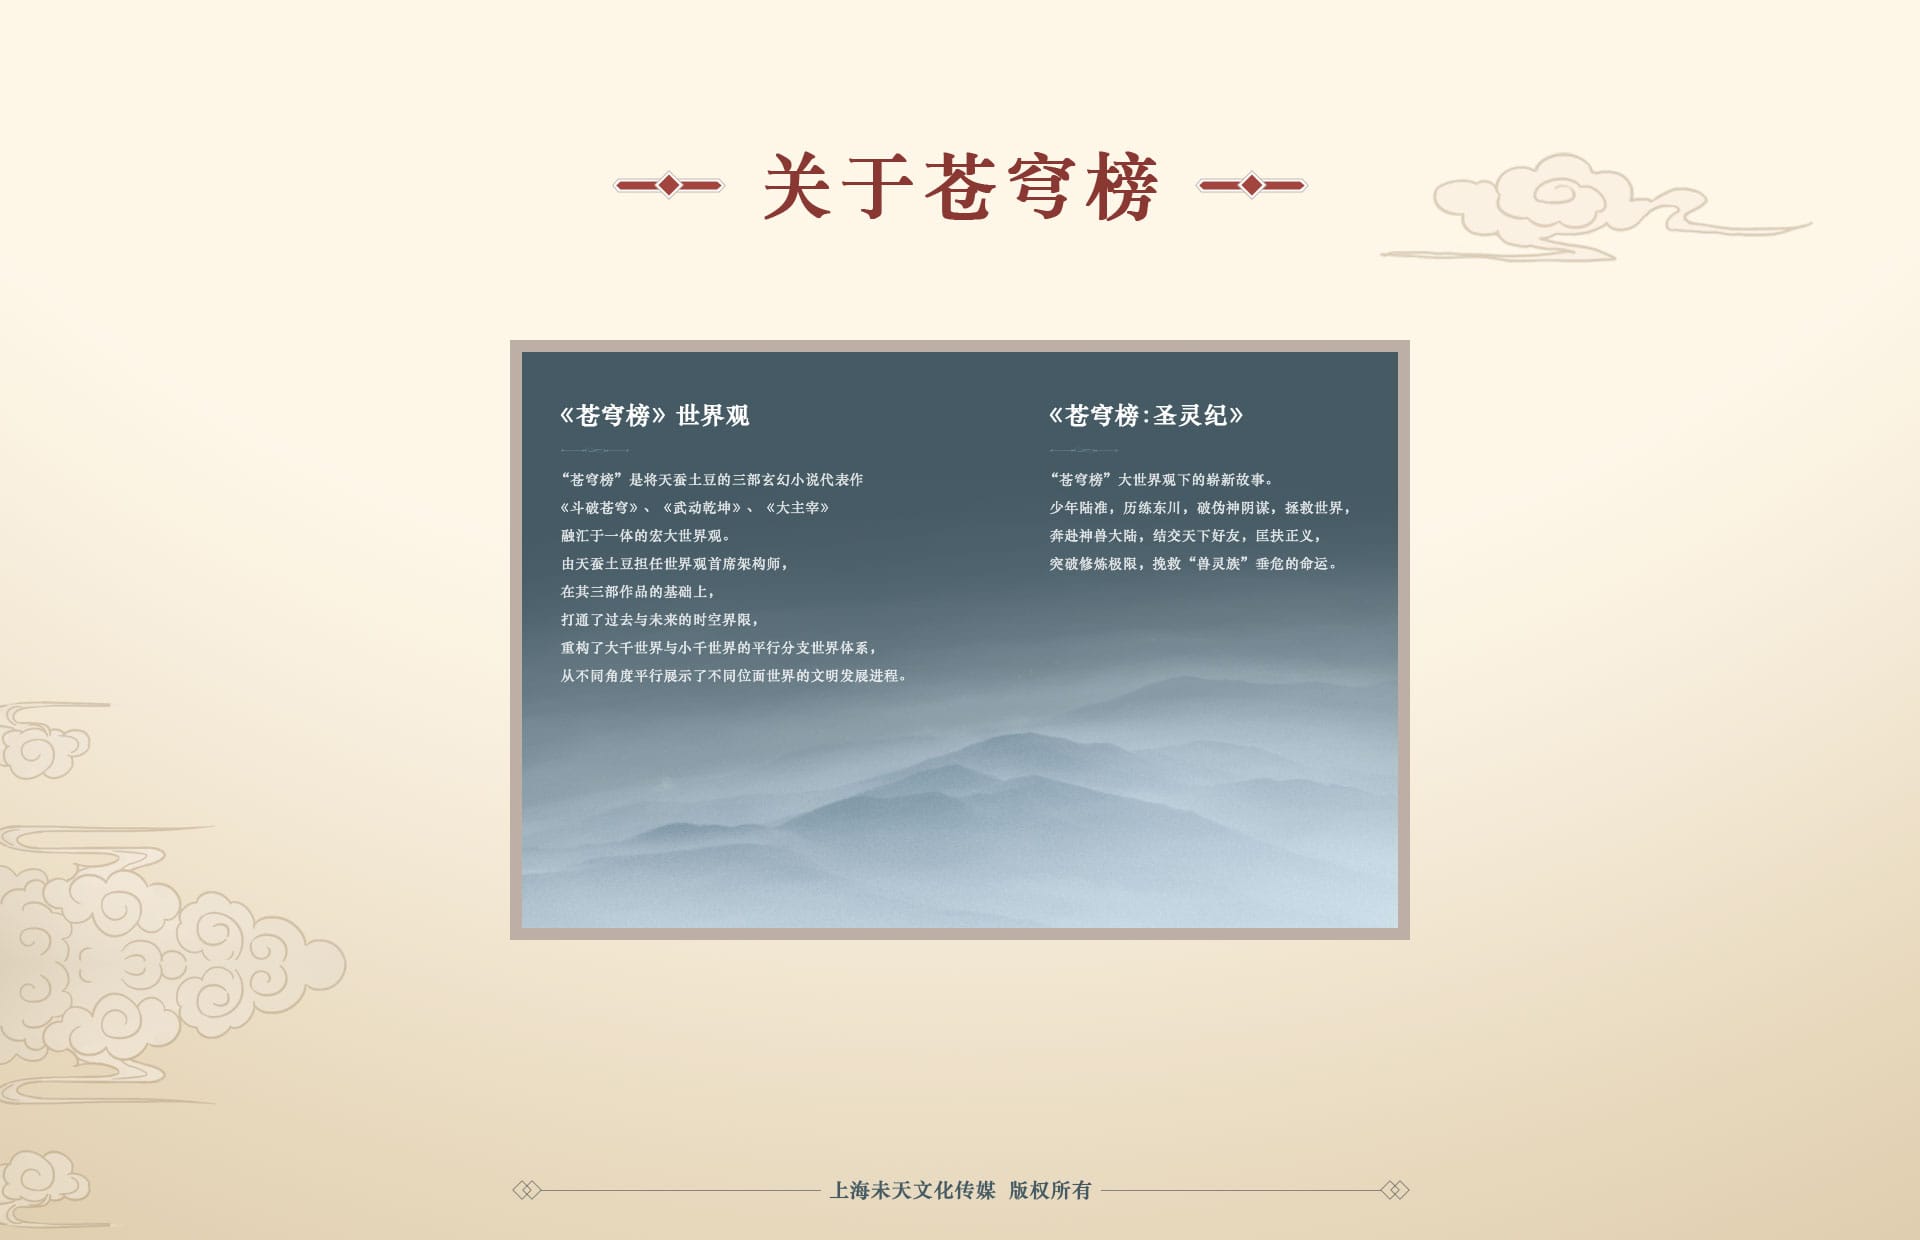 关于苍穹榜
《苍穹榜》世界观
“苍穹榜”是将天蚕土豆的三部玄幻小说代表作
《斗破苍穹》、《武动乾坤》、《大主宰》
融汇于一体的宏大世界观。
由天蚕土豆担任世界观首席架构师，
在其三部作品的基础上，
打通了过去与未来的时空界限，
重构了大千世界与小千世界的平行分支世界体系，
从不同角度平行展示了不同位面世界的文明发展进程。
《苍穹榜:圣灵纪》
“苍穹榜”大世界观下的崭新故事。
少年陆准，历练东川，破伪神阴谋，拯救世界，
奔赴神兽大陆，结交天下好友，匡扶正义，
突破修炼极限，挽救“兽灵族”垂危的命运。
上海未天文化传媒 版权所有